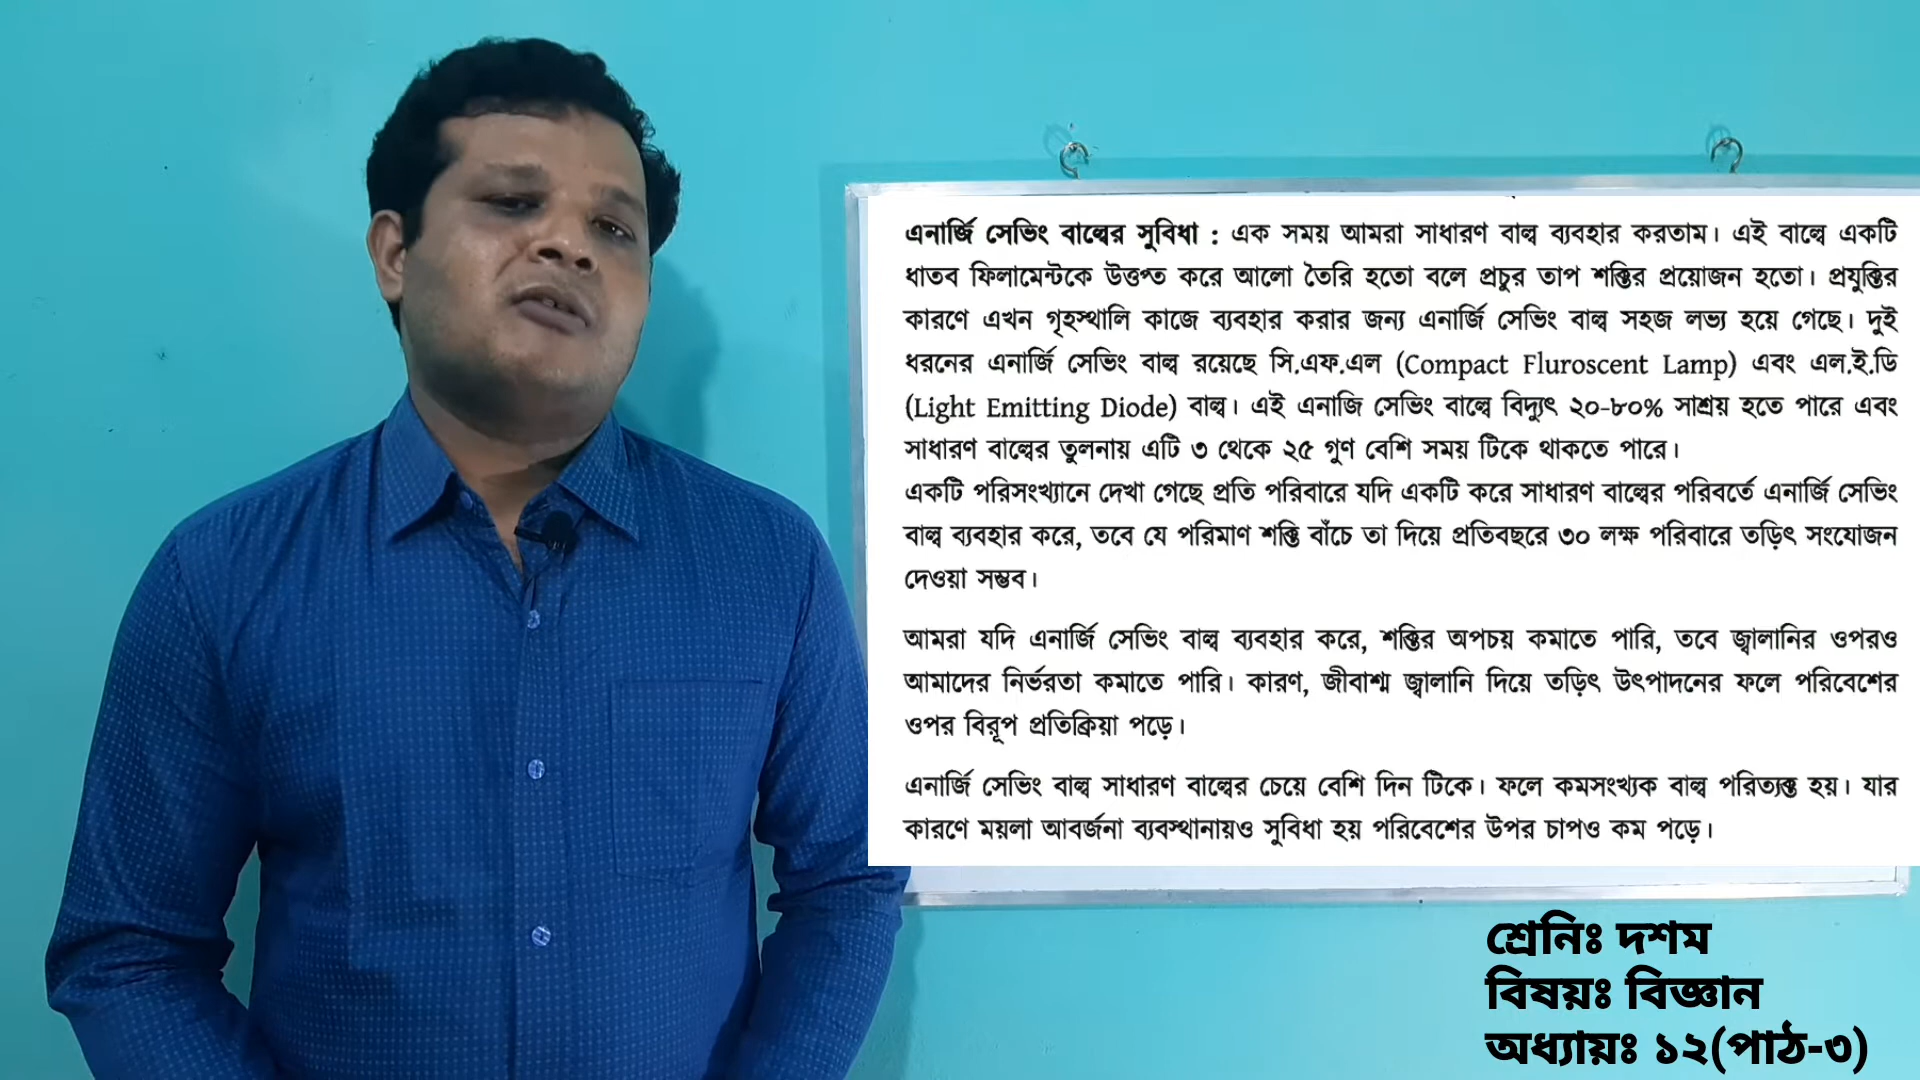 এনার্জি সেভিং বাল্বের সুবিধা : এক সময় আমরা সাধারণ বাল্ব ব্যবহার করতাম। এই বাল্বে একটি
ধাতব ফিলামেন্টকে উত্তপ্ত করে আলো তৈরি হতো বলে প্রচুর তাপ শক্তির প্রয়োজন হতো। প্রযুক্তির
কারণে এখন গৃহস্থালি কাজে ব্যবহার করার জন্য এনার্জি সেভিং বাল্ব সহজ লভ্য হয়ে গেছে। দুই
ধরনের এনার্জি সেভিং বাল্ব রয়েছে সি.এফ.এল (Compact Fluroscent Lamp) এবং এল.ই.ডি
(Light Emitting Diode) বাল্ব। এই এনাজি সেভিং বাল্বে বিদ্যুৎ ২০-৮০% সাশ্রয় হতে পারে এবং
সাধারণ বাল্বের তুলনায় এটি ৩ থেকে ২৫ গুণ বেশি সময় টিকে থাকতে পারে।
একটি পরিসংখ্যানে দেখা গেছে প্রতি পরিবারে যদি একটি করে সাধারণ বাল্বের পরিবর্তে এনার্জি সেভিং
বাল্ব ব্যবহার করে, তবে যে পরিমাণ শক্তি বাঁচে তা দিয়ে প্রতিবছরে ৩০ লক্ষ পরিবারে তড়িৎ সংযোজন
দেওয়া সম্ভব।
আমরা যদি এনার্জি সেভিং বাল্ব ব্যবহার করে, শক্তির অপচয় কমাতে পারি, তবে জ্বালানির ওপরও
আমাদের নির্ভরতা কমাতে পারি। কারণ, জীবাশ্ম জ্বালানি দিয়ে তড়িৎ উৎপাদনের ফলে পরিবেশের
ওপর বিরূপ প্রতিক্রিয়া পড়ে।
এনার্জি সেভিং বাল্ব সাধারণ বাল্বের চেয়ে বেশি দিন টিকে। ফলে কমসংখ্যক বাল্ব পরিত্যক্ত হয়। যার
কারণে ময়লা আবর্জনা ব্যবস্থানায়ও সুবিধা হয় পরিবেশের উপর চাপও কম পড়ে।
শ্রেনিঃ দশম
বিষয়ঃ বিজ্ঞান
অধ্যায়ঃ ১২(পাঠ-৩)